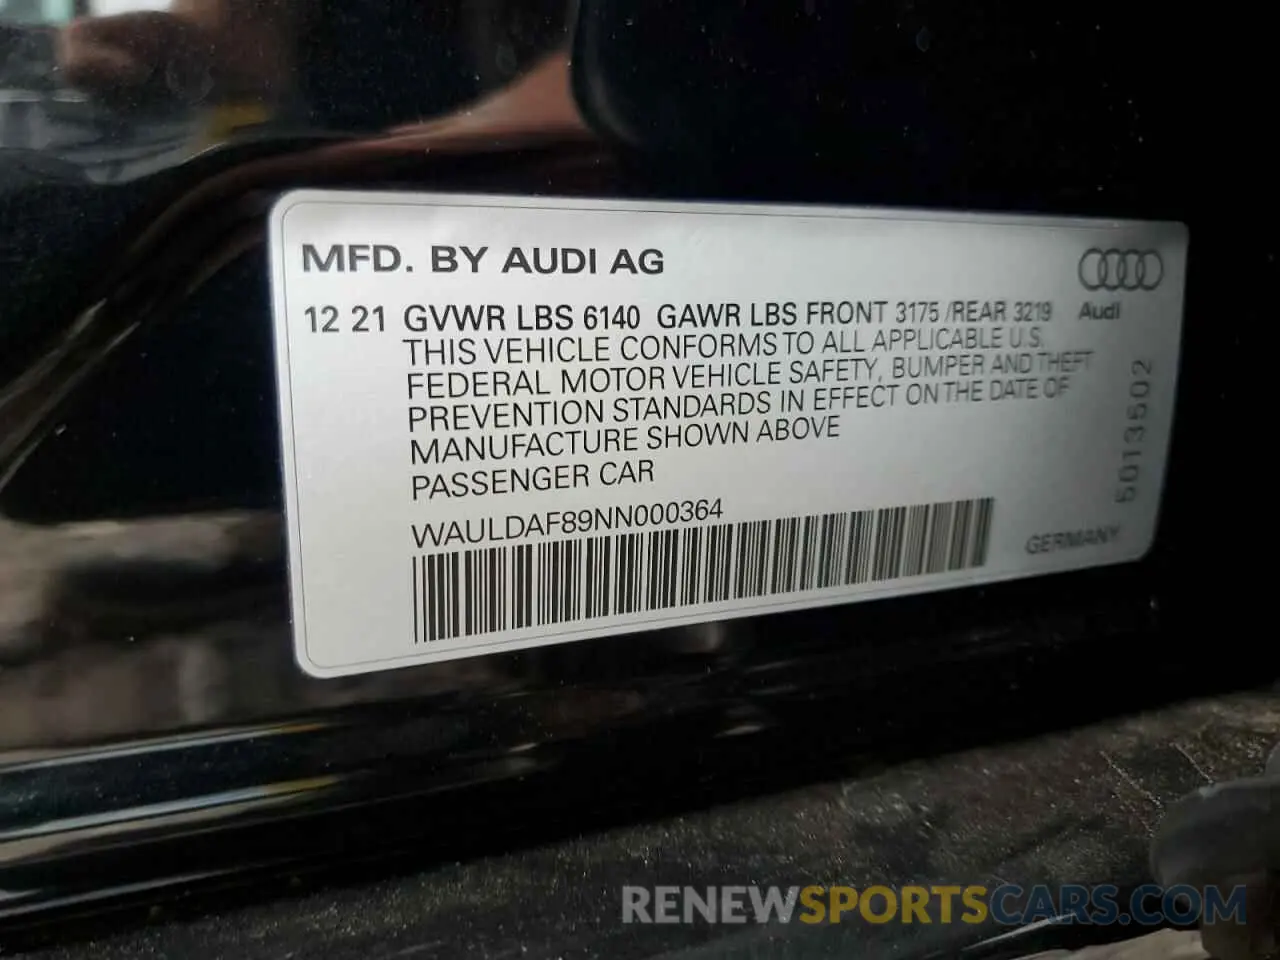 MFD. BY AUDI AG
Audi
12 21 GVWR LBS 6140 GAWR LBS FRONT 3175 /REAR 3219
THIS VEHICLE CONFORMS TO ALL APPLICABLE U.S.
FEDERAL MOTOR VEHICLE SAFETY, BUMPER AND THEFT
PREVENTION STANDARDS IN EFFECT ON THE DATE OF
MANUFACTURE SHOWN ABOVE
PASSENGER CAR
WAULDAF89NN000364
5013502
GERMANY
RENEWSPORTSCARS.COM